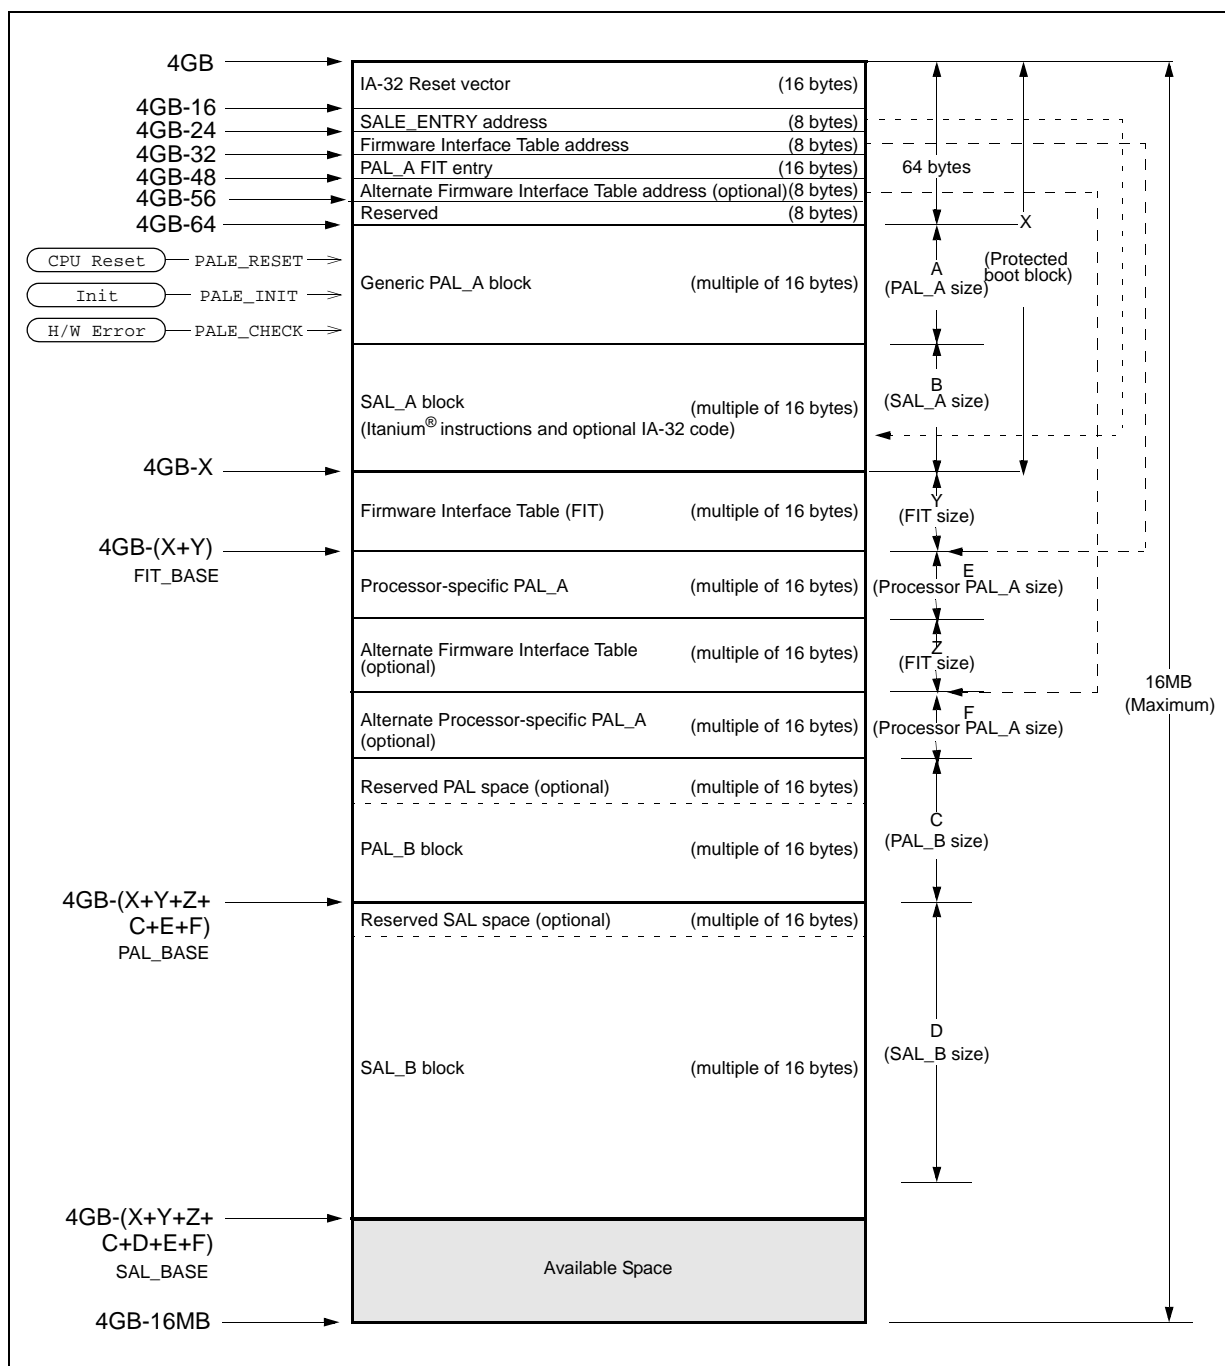 4GB
IA-32 Reset vector (16 bytes)
4GB-16
SALE_ENTRY address (8 bytes)
4GB-24
Firmware Interface Table address (8 bytes)
4GB-32
PAL_A FIT entry (16 bytes)
64 bytes
4GB-48
Alternate Firmware Interface Table address (optional) (8 bytes)
4GB-56
Reserved (8 bytes)
4GB-64
X
(Protected
boot block)
CPU Reset PALE_RESET
Init PALE_INIT
H/W Error PALE_CHECK
Generic PAL_A block (multiple of 16 bytes)
A
(PAL_A size)
SAL_A block (multiple of 16 bytes)
(Itanium® instructions and optional IA-32 code)
B
(SAL_A size)
4GB-X
Firmware Interface Table (FIT) (multiple of 16 bytes)
Y
(FIT size)
4GB-(X+Y)
FIT_BASE
Processor-specific PAL_A (multiple of 16 bytes)
E
(Processor PAL_A size)
Alternate Firmware Interface Table (multiple of 16 bytes)
(optional)
Z
(FIT size)
16MB
(Maximum)
Alternate Processor-specific PAL_A (multiple of 16 bytes)
(optional)
F
(Processor PAL_A size)
Reserved PAL space (optional) (multiple of 16 bytes)
PAL_B block (multiple of 16 bytes)
C
(PAL_B size)
4GB-(X+Y+Z+
C+E+F)
PAL_BASE
Reserved SAL space (optional) (multiple of 16 bytes)
SAL_B block (multiple of 16 bytes)
D
(SAL_B size)
4GB-(X+Y+Z+
C+D+E+F)
SAL_BASE
Available Space
4GB-16MB